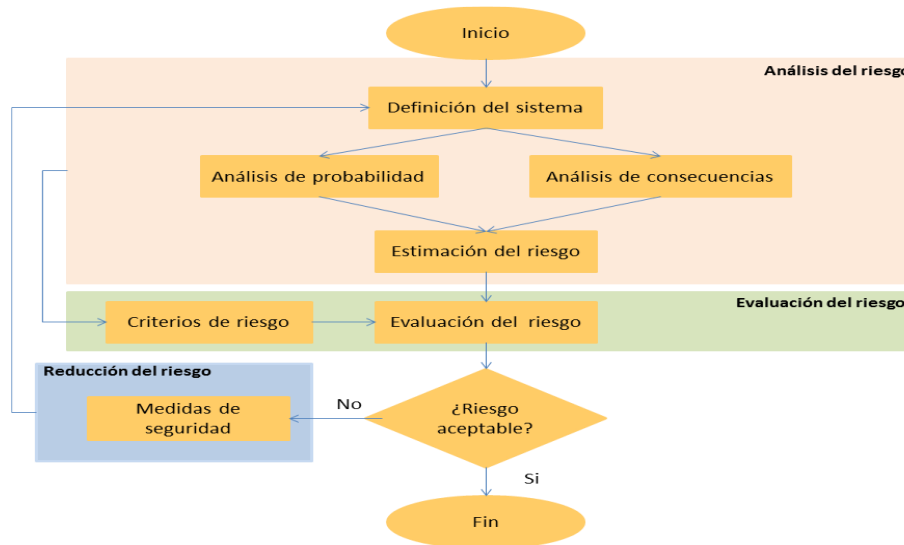 Inicio
Análisis del riesgo
Definición del sistema
Análisis de probabilidad
Análisis de consecuencias
Estimación del riesgo
Evaluación del riesgo
Criterios de riesgo
Evaluación del riesgo
Reducción del riesgo
Medidas de
seguridad
No
¿Riesgo
aceptable?
Si
Fin